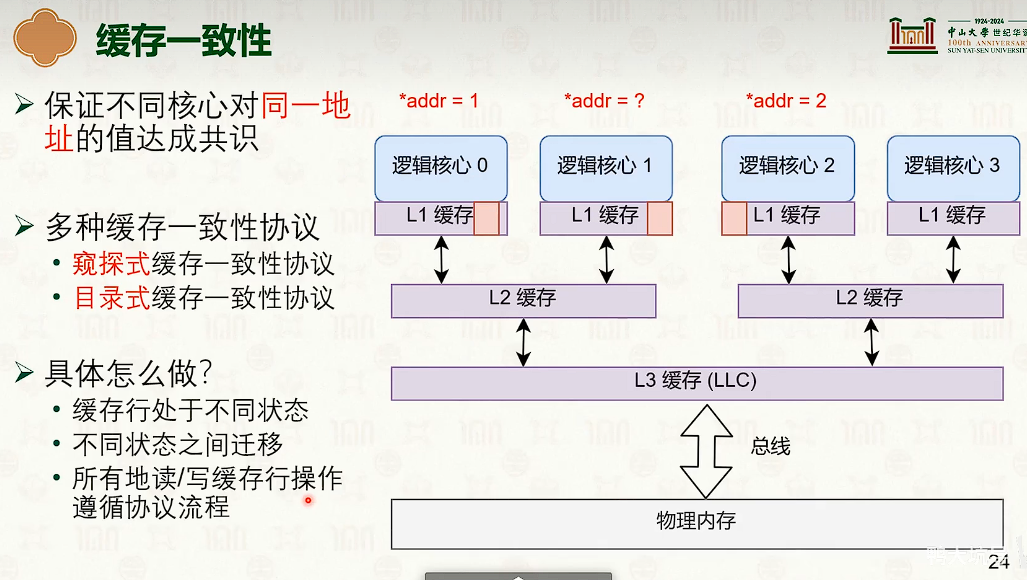 缓存一致性
1924-2024
中山大學 世纪华诞
100th ANNIVERSARY
SUN YAT-SEN UNIVERSITY
保证不同核心对同一地
址的值达成共识
多种缓存一致性协议
窥探式缓存一致性协议
目录式缓存一致性协议
具体怎么做？
缓存行处于不同状态
不同状态之间迁移
所有地读/写缓存行操作
遵循协议流程
*addr = 1
*addr = ?
*addr = 2
逻辑核心 0
逻辑核心 1
逻辑核心 2
逻辑核心 3
L1 缓存
L1 缓存
L1 缓存
L1 缓存
L2 缓存
L2 缓存
L3 缓存 (LLC)
总线
物理内存
24